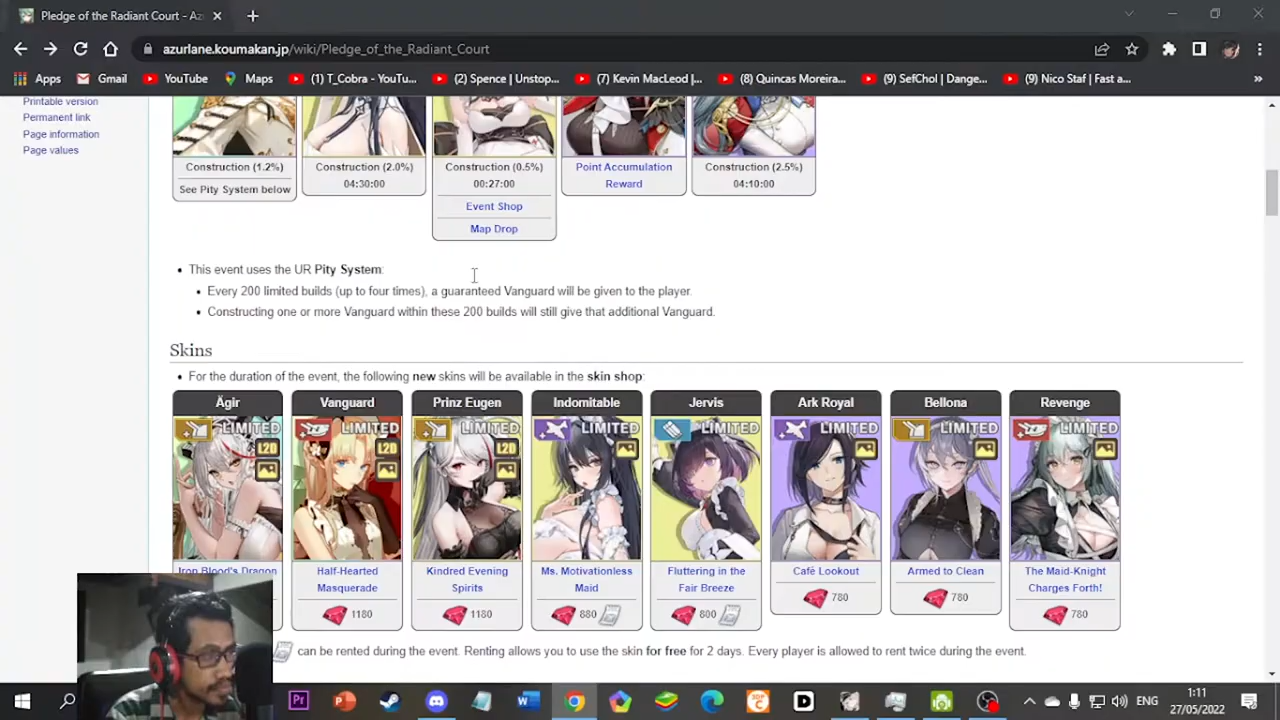 Pledge of the Radiant Court - Az
azurlane.koumakan.jp/wiki/Pledge_of_the_Radiant_Court
Apps Gmail YouTube Maps (1) T_Cobra - YouTu... (2) Spence | Unstop... (7) Kevin MacLeod |... (8) Quincas Moreira... (9) SefChol | Dange... (9) Nico Staf | Fast a... »
Printable version
Permanent link
Page information
Page values
Construction (1.2%) Construction (2.0%) Construction (0.5%) Point Accumulation Construction (2.5%)
See Pity System below 04:30:00 00:27:00 Reward 04:10:00
Event Shop
Map Drop
This event uses the UR Pity System:
Every 200 limited builds (up to four times), a guaranteed Vanguard will be given to the player.
Constructing one or more Vanguard within these 200 builds will still give that additional Vanguard.
Skins
For the duration of the event, the following new skins will be available in the skin shop:
Ägir Vanguard Prinz Eugen Indomitable Jervis Ark Royal Bellona Revenge
LIMITED LIMITED LIMITED LIMITED LIMITED LIMITED LIMITED LIMITED
L2D L2D L2D
Iron Blood's Dragon Half-Hearted Kindred Evening Ms. Motivationless Fluttering in the Café Lookout Armed to Clean The Maid-Knight
Masquerade Spirits Maid Fair Breeze Charges Forth!
780 780
1180 1180 880 800 780
can be rented during the event. Renting allows you to use the skin for free for 2 days. Every player is allowed to rent twice during the event.
ENG
1:11
27/05/2022